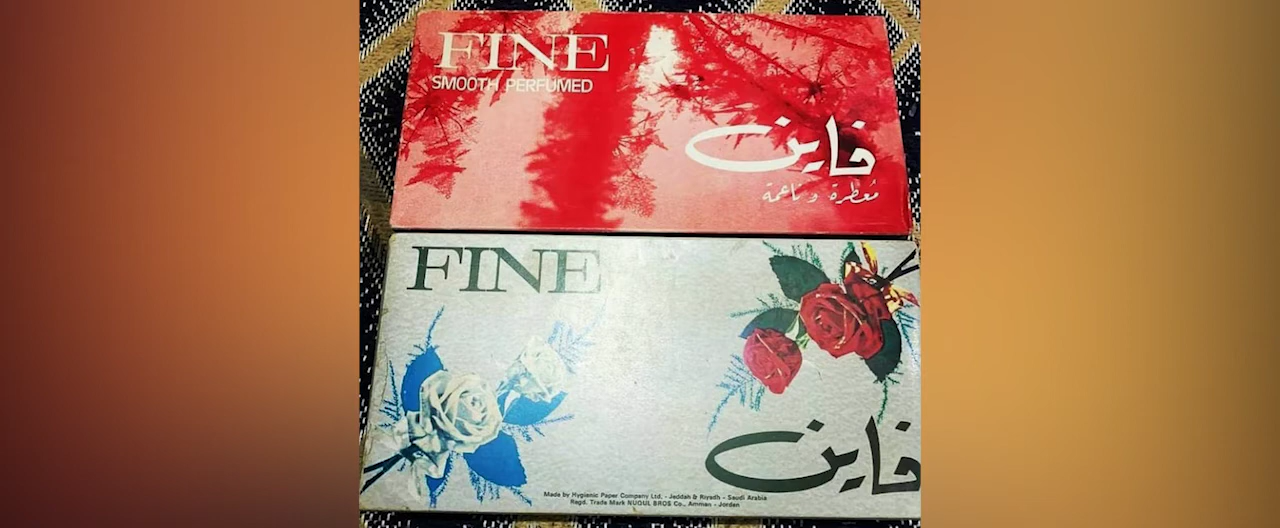 FINE
SMOOTH PERFUMED
فاين
مُعطرة وناعمة
FINE
فاين
Made by Hygienic Paper Company Ltd. - Jeddah & Riyadh - Saudi Arabia
Regd. Trade Mark NUQUL BROS Co., Amman - Jordan